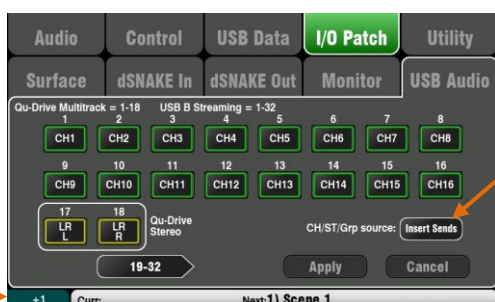 Audio Control USB Data I/O Patch Utility
Surface dSNAKE In dSNAKE Out Monitor USB Audio
Qu-Drive Multitrack = 1-18 USB B Streaming = 1-32
1 2 3 4 5 6 7 8
CH1 CH2 CH3 CH4 CH5 CH6 CH7 CH8
9 10 11 12 13 14 15 16
CH9 CH10 CH11 CH12 CH13 CH14 CH15 CH16
17 18
LR L LR R Qu-Drive Stereo CH/ST/Grp source: Insert Sends
19-32 Apply Cancel
+1 Curr: Next:1) Scene 1